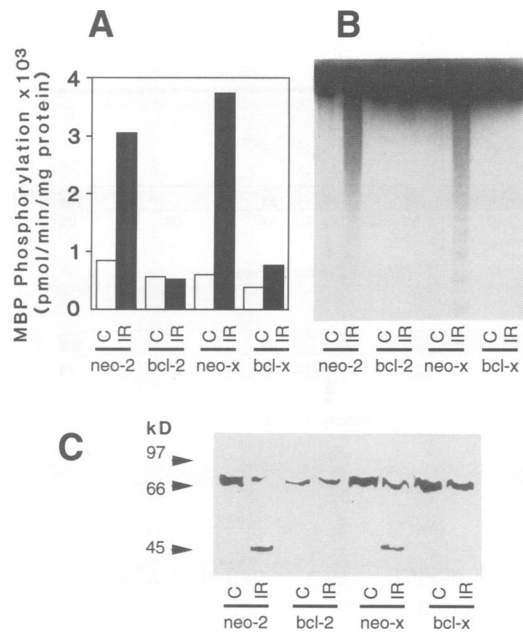 A
B
MBP Phosphorylation x 10³
(pmol/min/mg protein)
4
3
2
1
0
C IR C IR C IR C IR
neo-2 bcl-2 neo-x bcl-x
C IR C IR C IR C IR
neo-2 bcl-2 neo-x bcl-x
C
kD
97
66
45
C IR C IR C IR C IR
neo-2 bcl-2 neo-x bcl-x